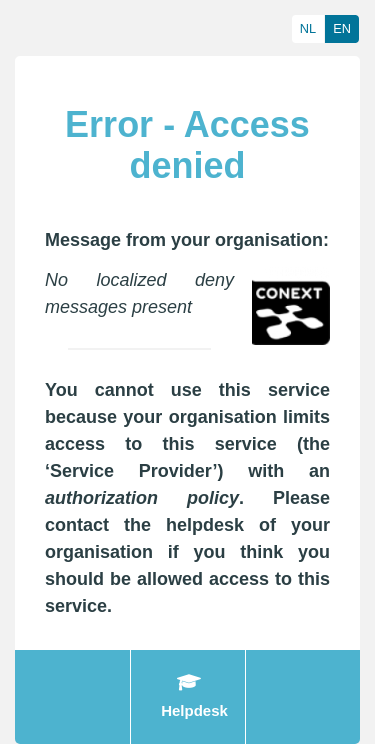 NL EN
Error - Access
denied
Message from your organisation:
No localized deny
messages present
CONEXT
You cannot use this service
because your organisation limits
access to this service (the
‘Service Provider’) with an
authorization policy. Please
contact the helpdesk of your
organisation if you think you
should be allowed access to this
service.
Helpdesk